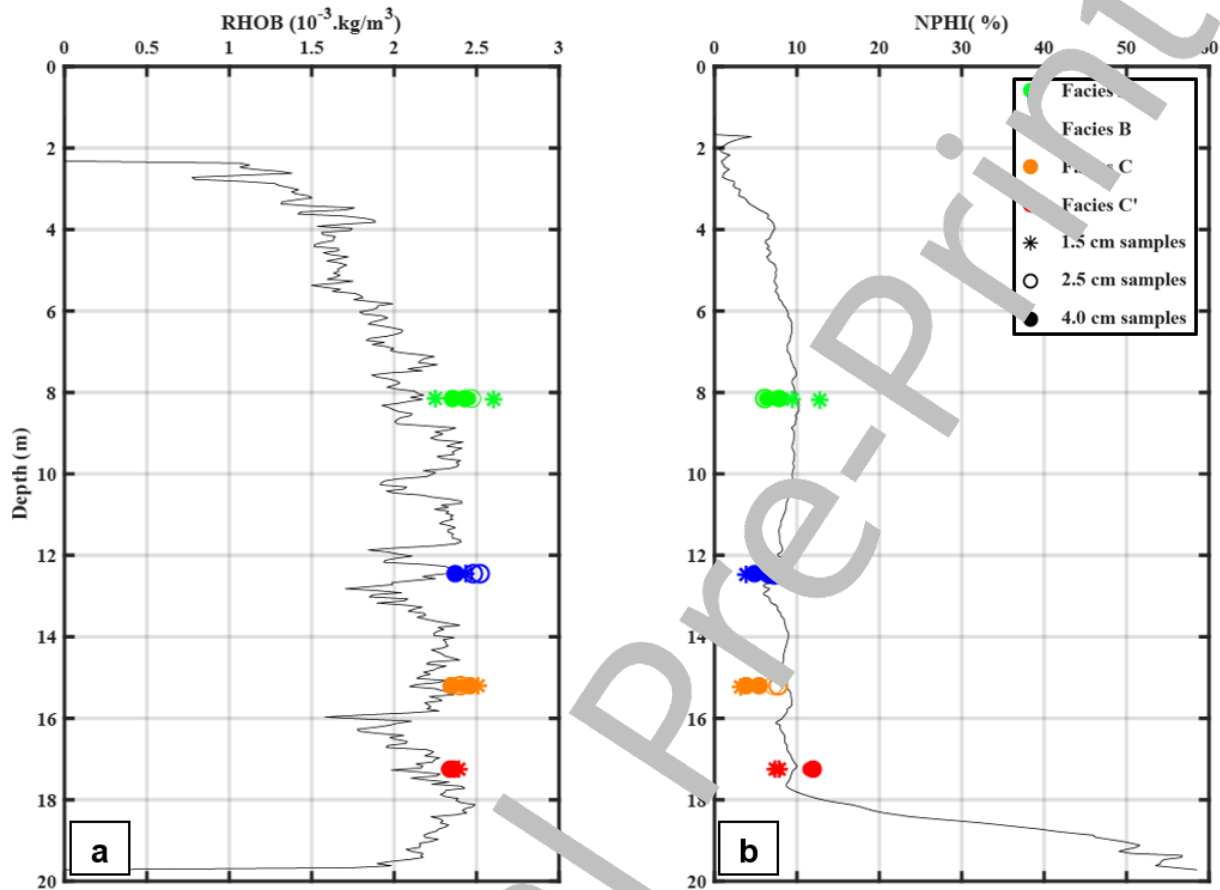 RHOB (10⁻³.kg/m³)
0 0.5 1 1.5 2 2.5 3
0
2
4
6
8
10
12
14
16
18
20
Depth (m)
a
NPHI( %)
0 10 20 30 40 50 60
0
2
4
6
8
10
12
14
16
18
20
Facies
Facies B
Facies C
Facies C'
1.5 cm samples
2.5 cm samples
4.0 cm samples
b
l Pre-Print